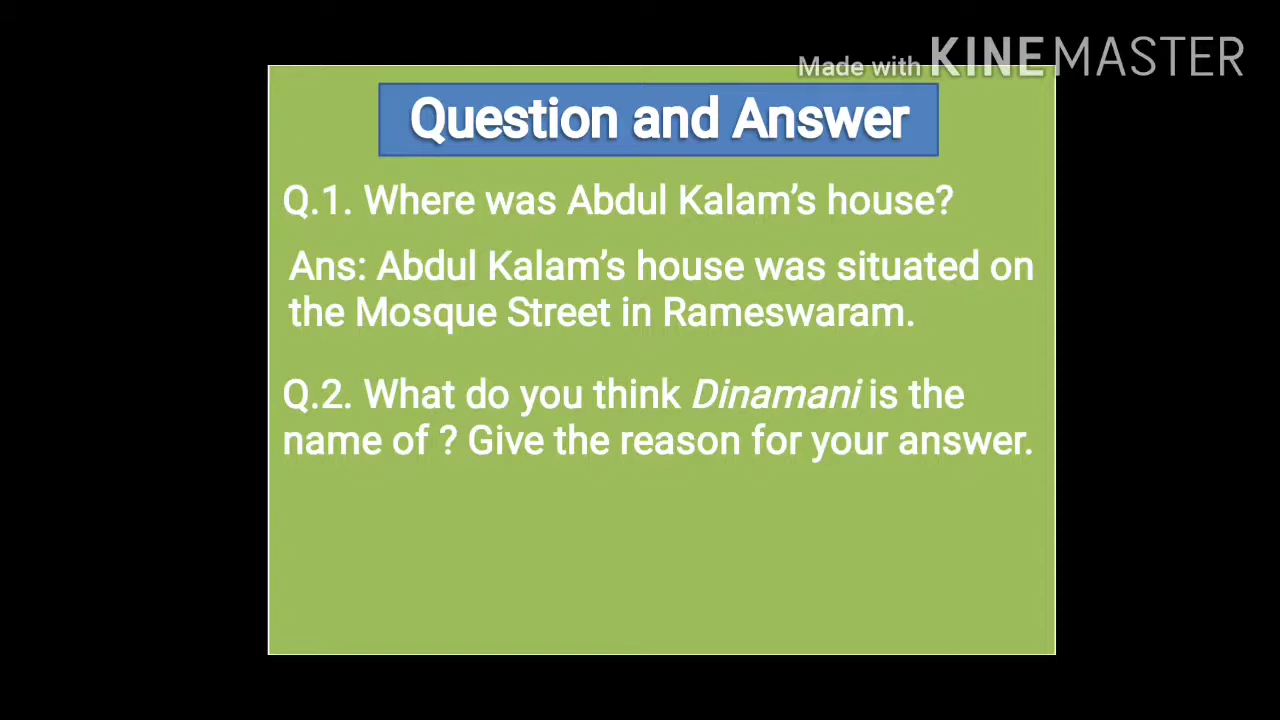 Made with KINEMASTER
Question and Answer
Q.1. Where was Abdul Kalam’s house?
Ans: Abdul Kalam’s house was situated on
the Mosque Street in Rameswaram.
Q.2. What do you think Dinamani is the
name of ? Give the reason for your answer.